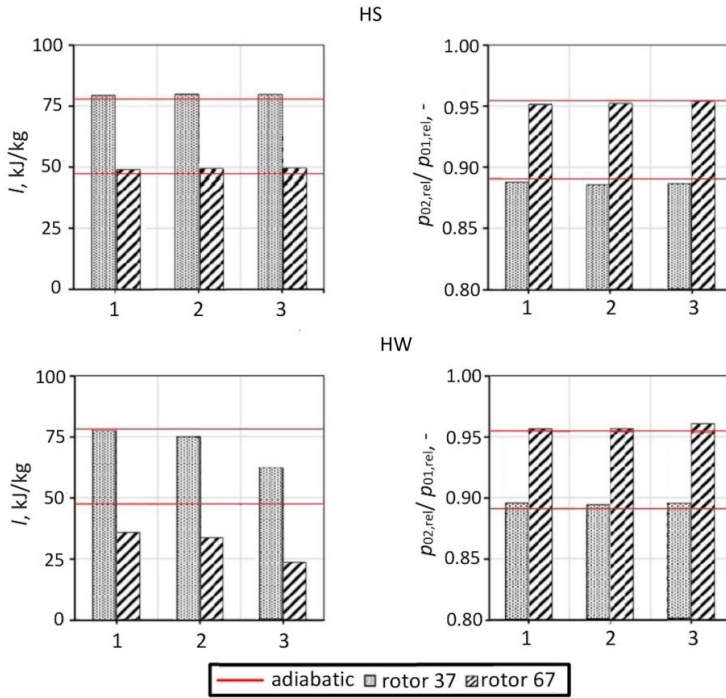 HS
100
75
50
25
0
l, kJ/kg
1 2 3
1.00
0.95
0.90
0.85
0.80
p02,rel/ p01,rel, -
1 2 3
HW
100
75
50
25
0
l, kJ/kg
1 2 3
1.00
0.95
0.90
0.85
0.80
p02,rel/ p01,rel, -
1 2 3
adiabatic rotor 37 rotor 67